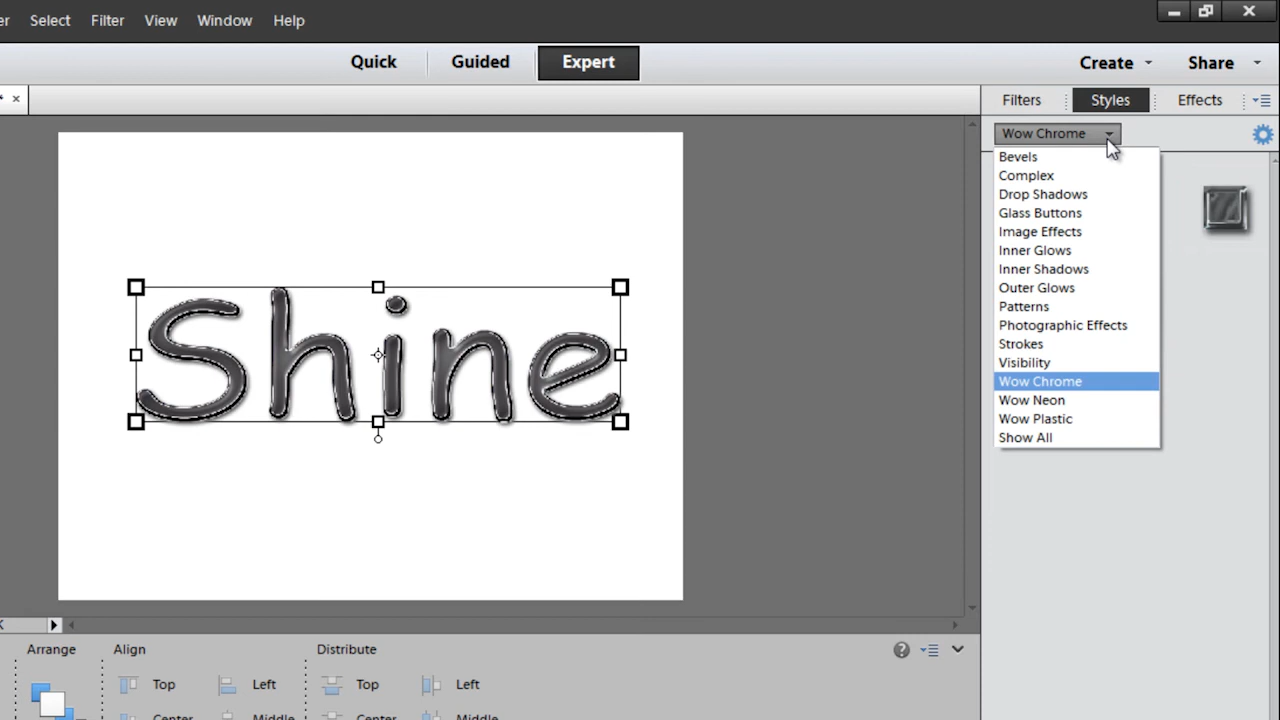 er Select Filter View Window Help
Quick Guided Expert Create Share
Filters Styles Effects
Wow Chrome
Bevels
Complex
Drop Shadows
Glass Buttons
Image Effects
Inner Glows
Inner Shadows
Outer Glows
Patterns
Photographic Effects
Strokes
Visibility
Wow Chrome
Wow Neon
Wow Plastic
Show All
Shine
Arrange Align Distribute
Top Left Top Left
Center Middle Center Middle